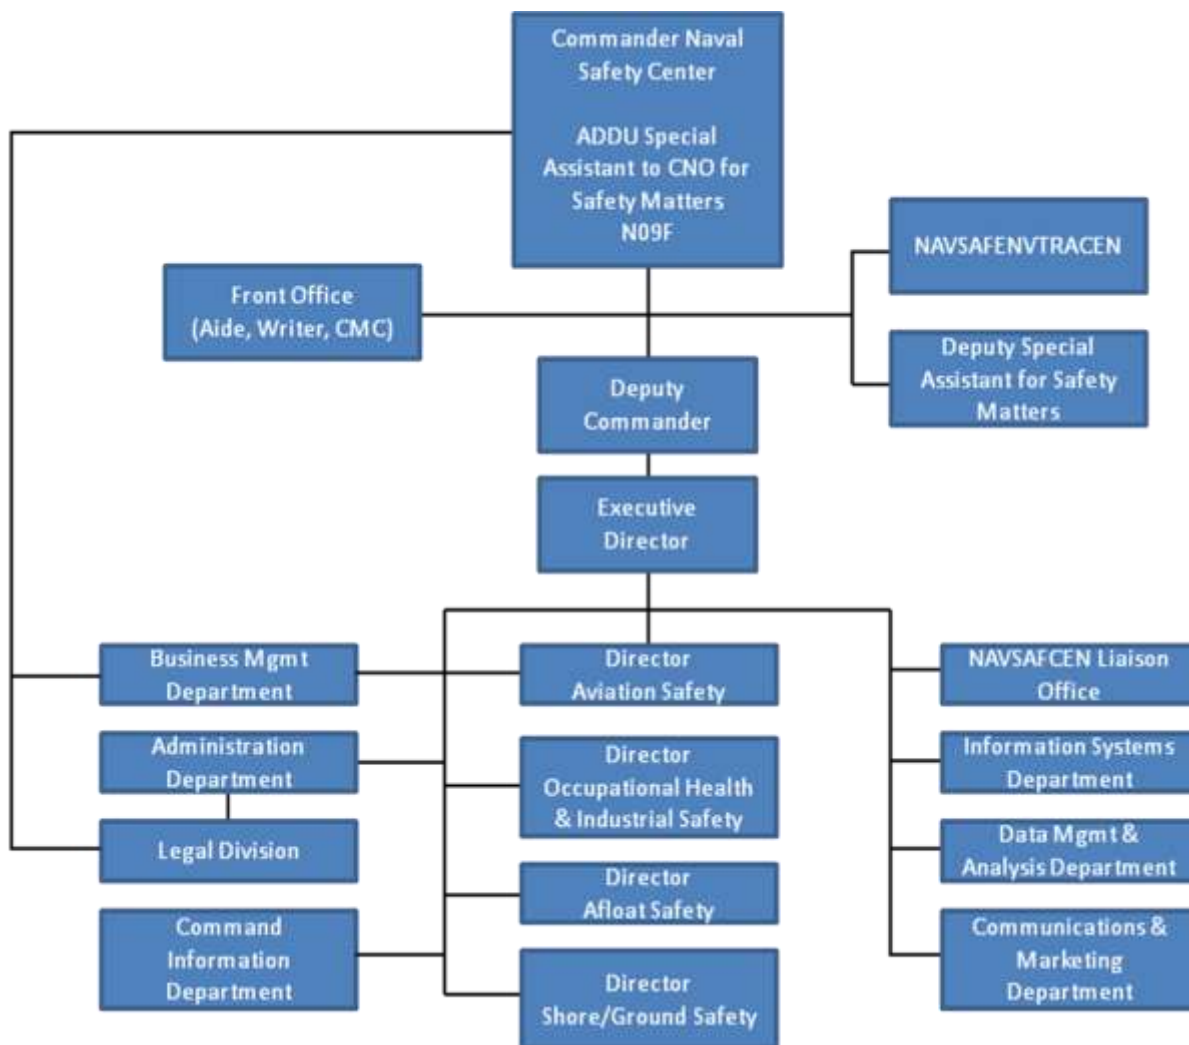 Commander Naval
Safety Center
ADDU Special
Assistant to CNO for
Safety Matters
N09F
NAVSAFENVTRACEN
Front Office
(Aide, Writer, CMC)
Deputy Special
Assistant for Safety
Matters
Deputy
Commander
Executive
Director
Business Mgmt
Department
Director
Aviation Safety
NAVSAFCEN Liaison
Office
Administration
Department
Director
Occupational Health
& Industrial Safety
Information Systems
Department
Legal Division
Data Mgmt &
Analysis Department
Director
Afloat Safety
Command
Information
Department
Communications &
Marketing
Department
Director
Shore/Ground Safety